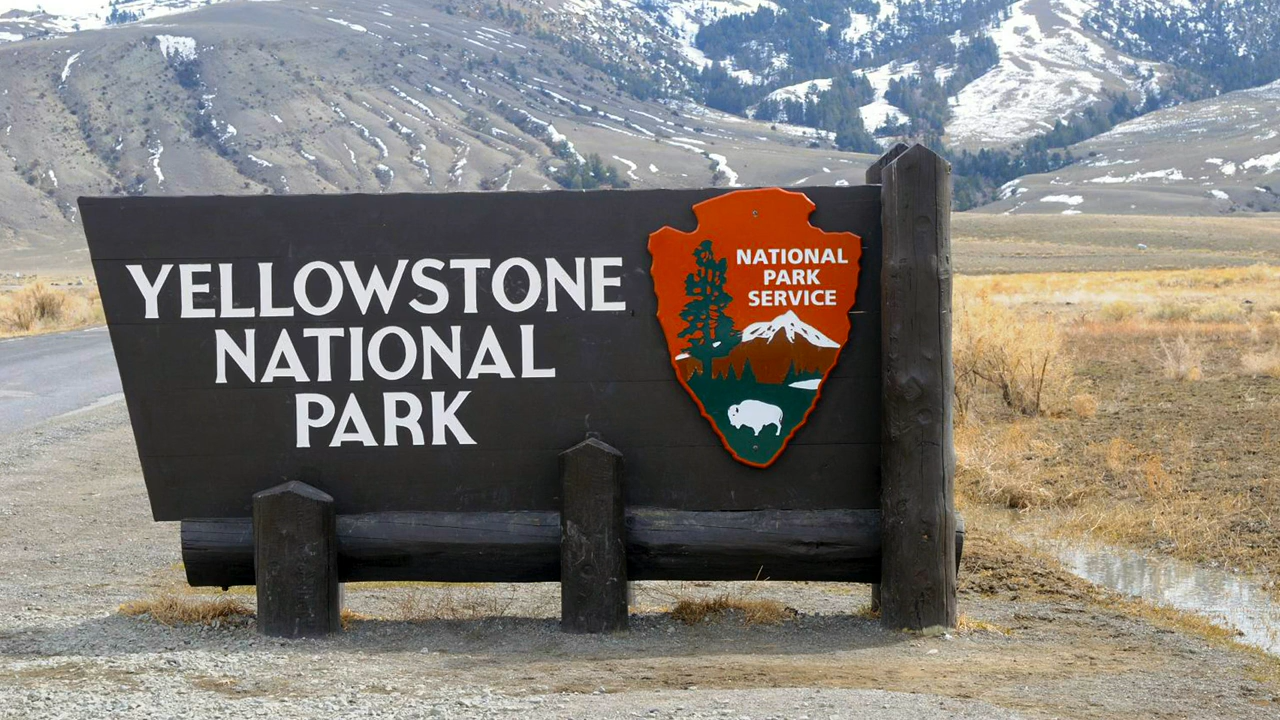 YELLOWSTONE
NATIONAL
PARK
NATIONAL
PARK
SERVICE